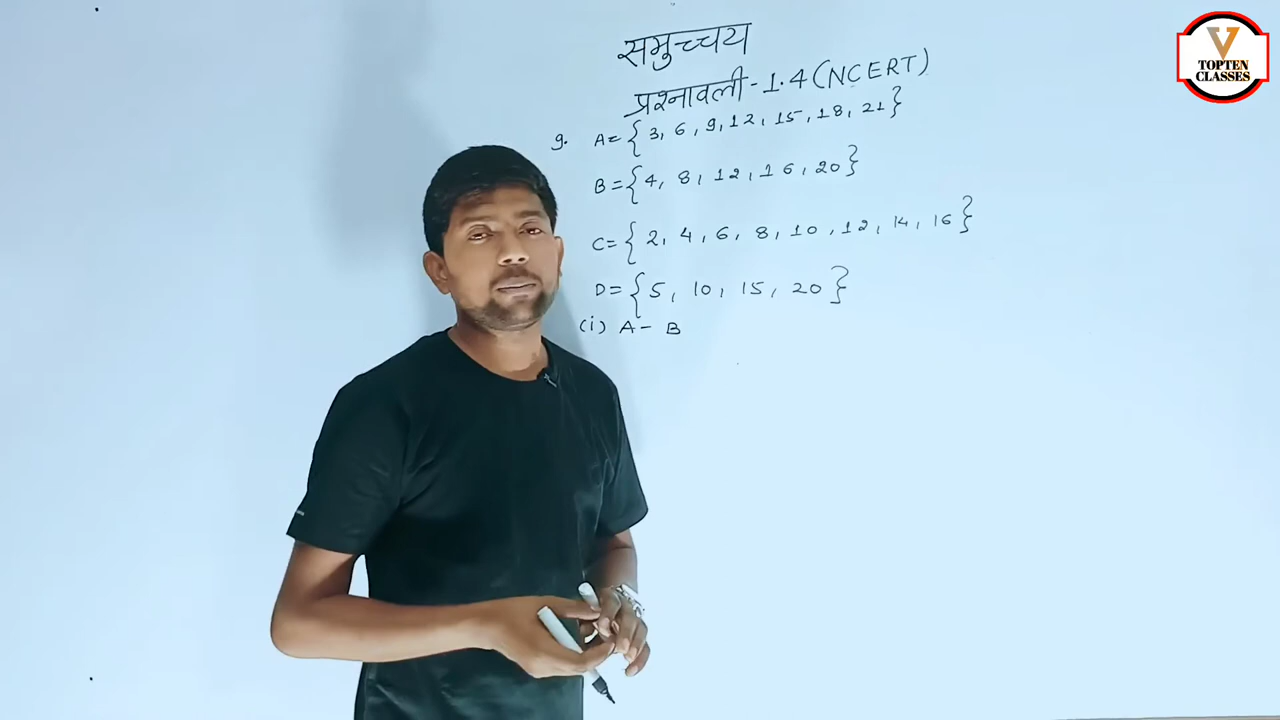 समुच्चय
प्रश्नावली - 1.4 (NCERT)
9. A = {3, 6, 9, 12, 15, 18, 21}
B = {4, 8, 12, 16, 20}
C = {2, 4, 6, 8, 10, 12, 14, 16}
D = {5, 10, 15, 20}
(i) A - B
V
TOPTEN
CLASSES